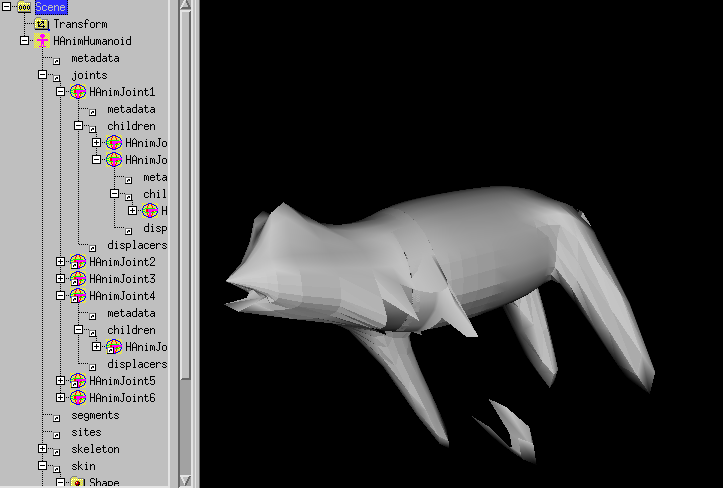 Scene
Transform
HAnimHumanoid
metadata
joints
HAnimJoint1
metadata
children
HAnimJo
HAnimJo
meta
chil
H
disp
displacers
HAnimJoint2
HAnimJoint3
HAnimJoint4
metadata
children
HAnimJo
displacers
HAnimJoint5
HAnimJoint6
segments
sites
skeleton
skin
Shape